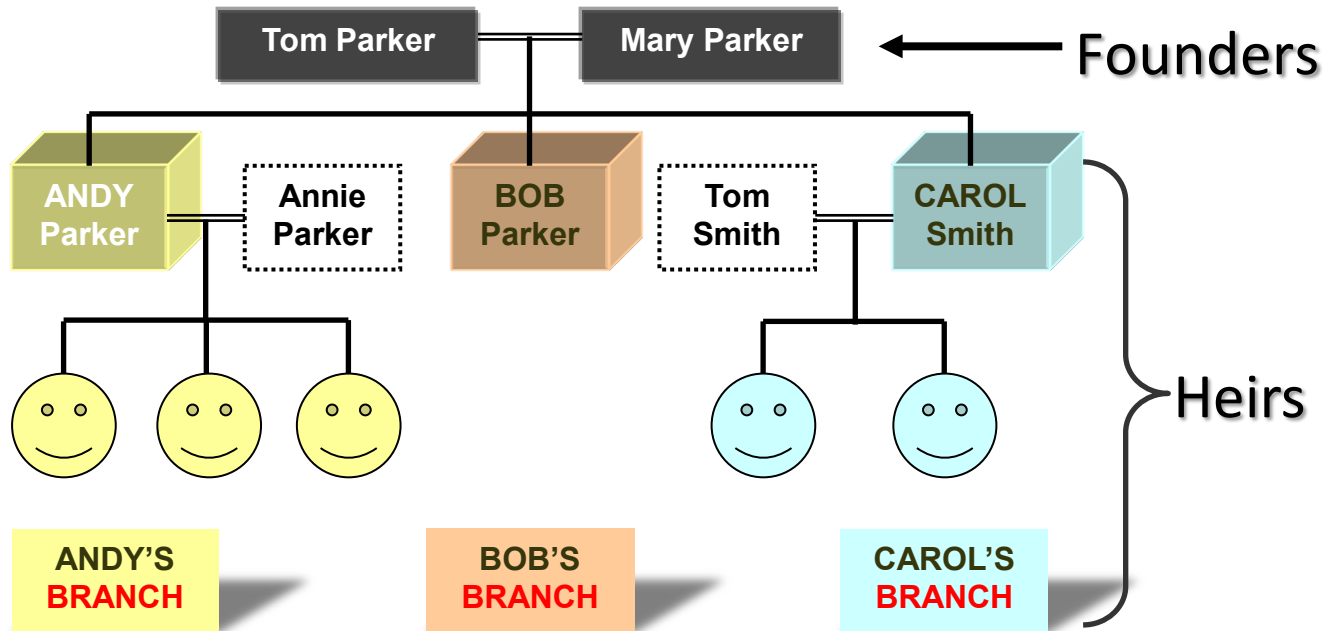 Tom Parker
Mary Parker
Founders
ANDY
Parker
Annie
Parker
BOB
Parker
Tom
Smith
CAROL
Smith
Heirs
ANDY’S
BRANCH
BOB’S
BRANCH
CAROL’S
BRANCH